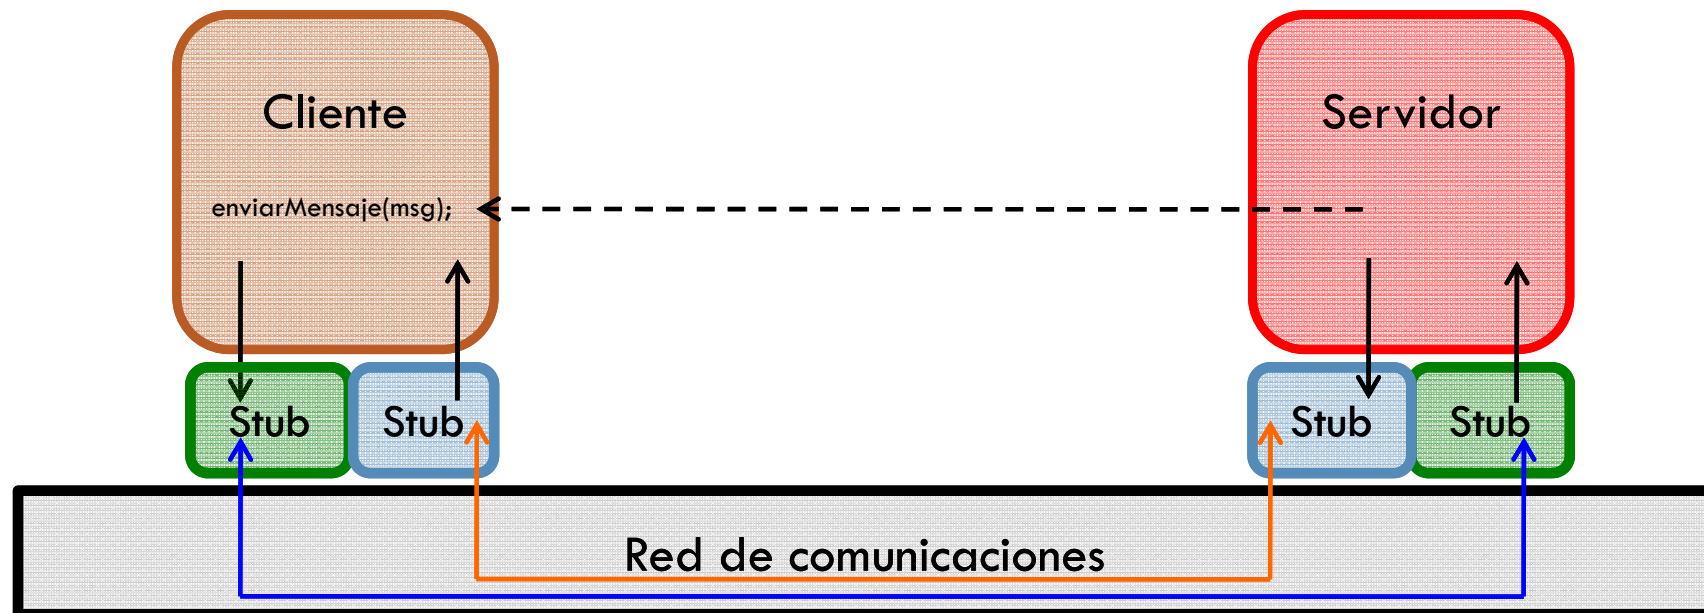 Cliente
Servidor
enviarMensaje(msg);
Stub
Stub
Stub
Stub
Red de comunicaciones